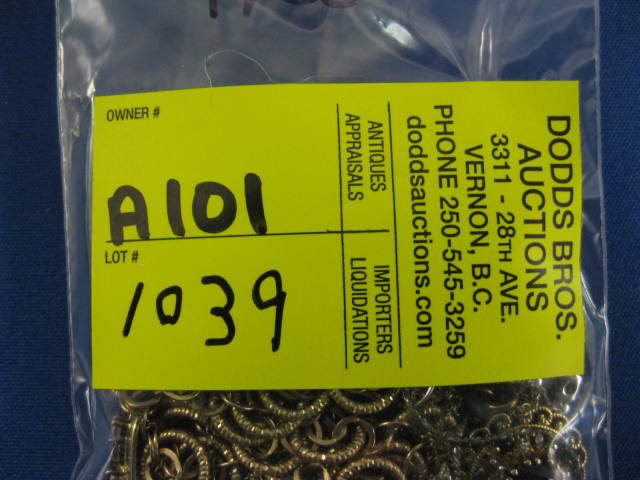 OWNER #
A101
LOT #
1039
ANTIQUES
APPRAISALS
IMPORTERS
LIQUIDATIONS
DODDS BROS.
AUCTIONS
3311 - 28TH AVE.
VERNON, B.C.
PHONE 250-545-3259
doddsauctions.com